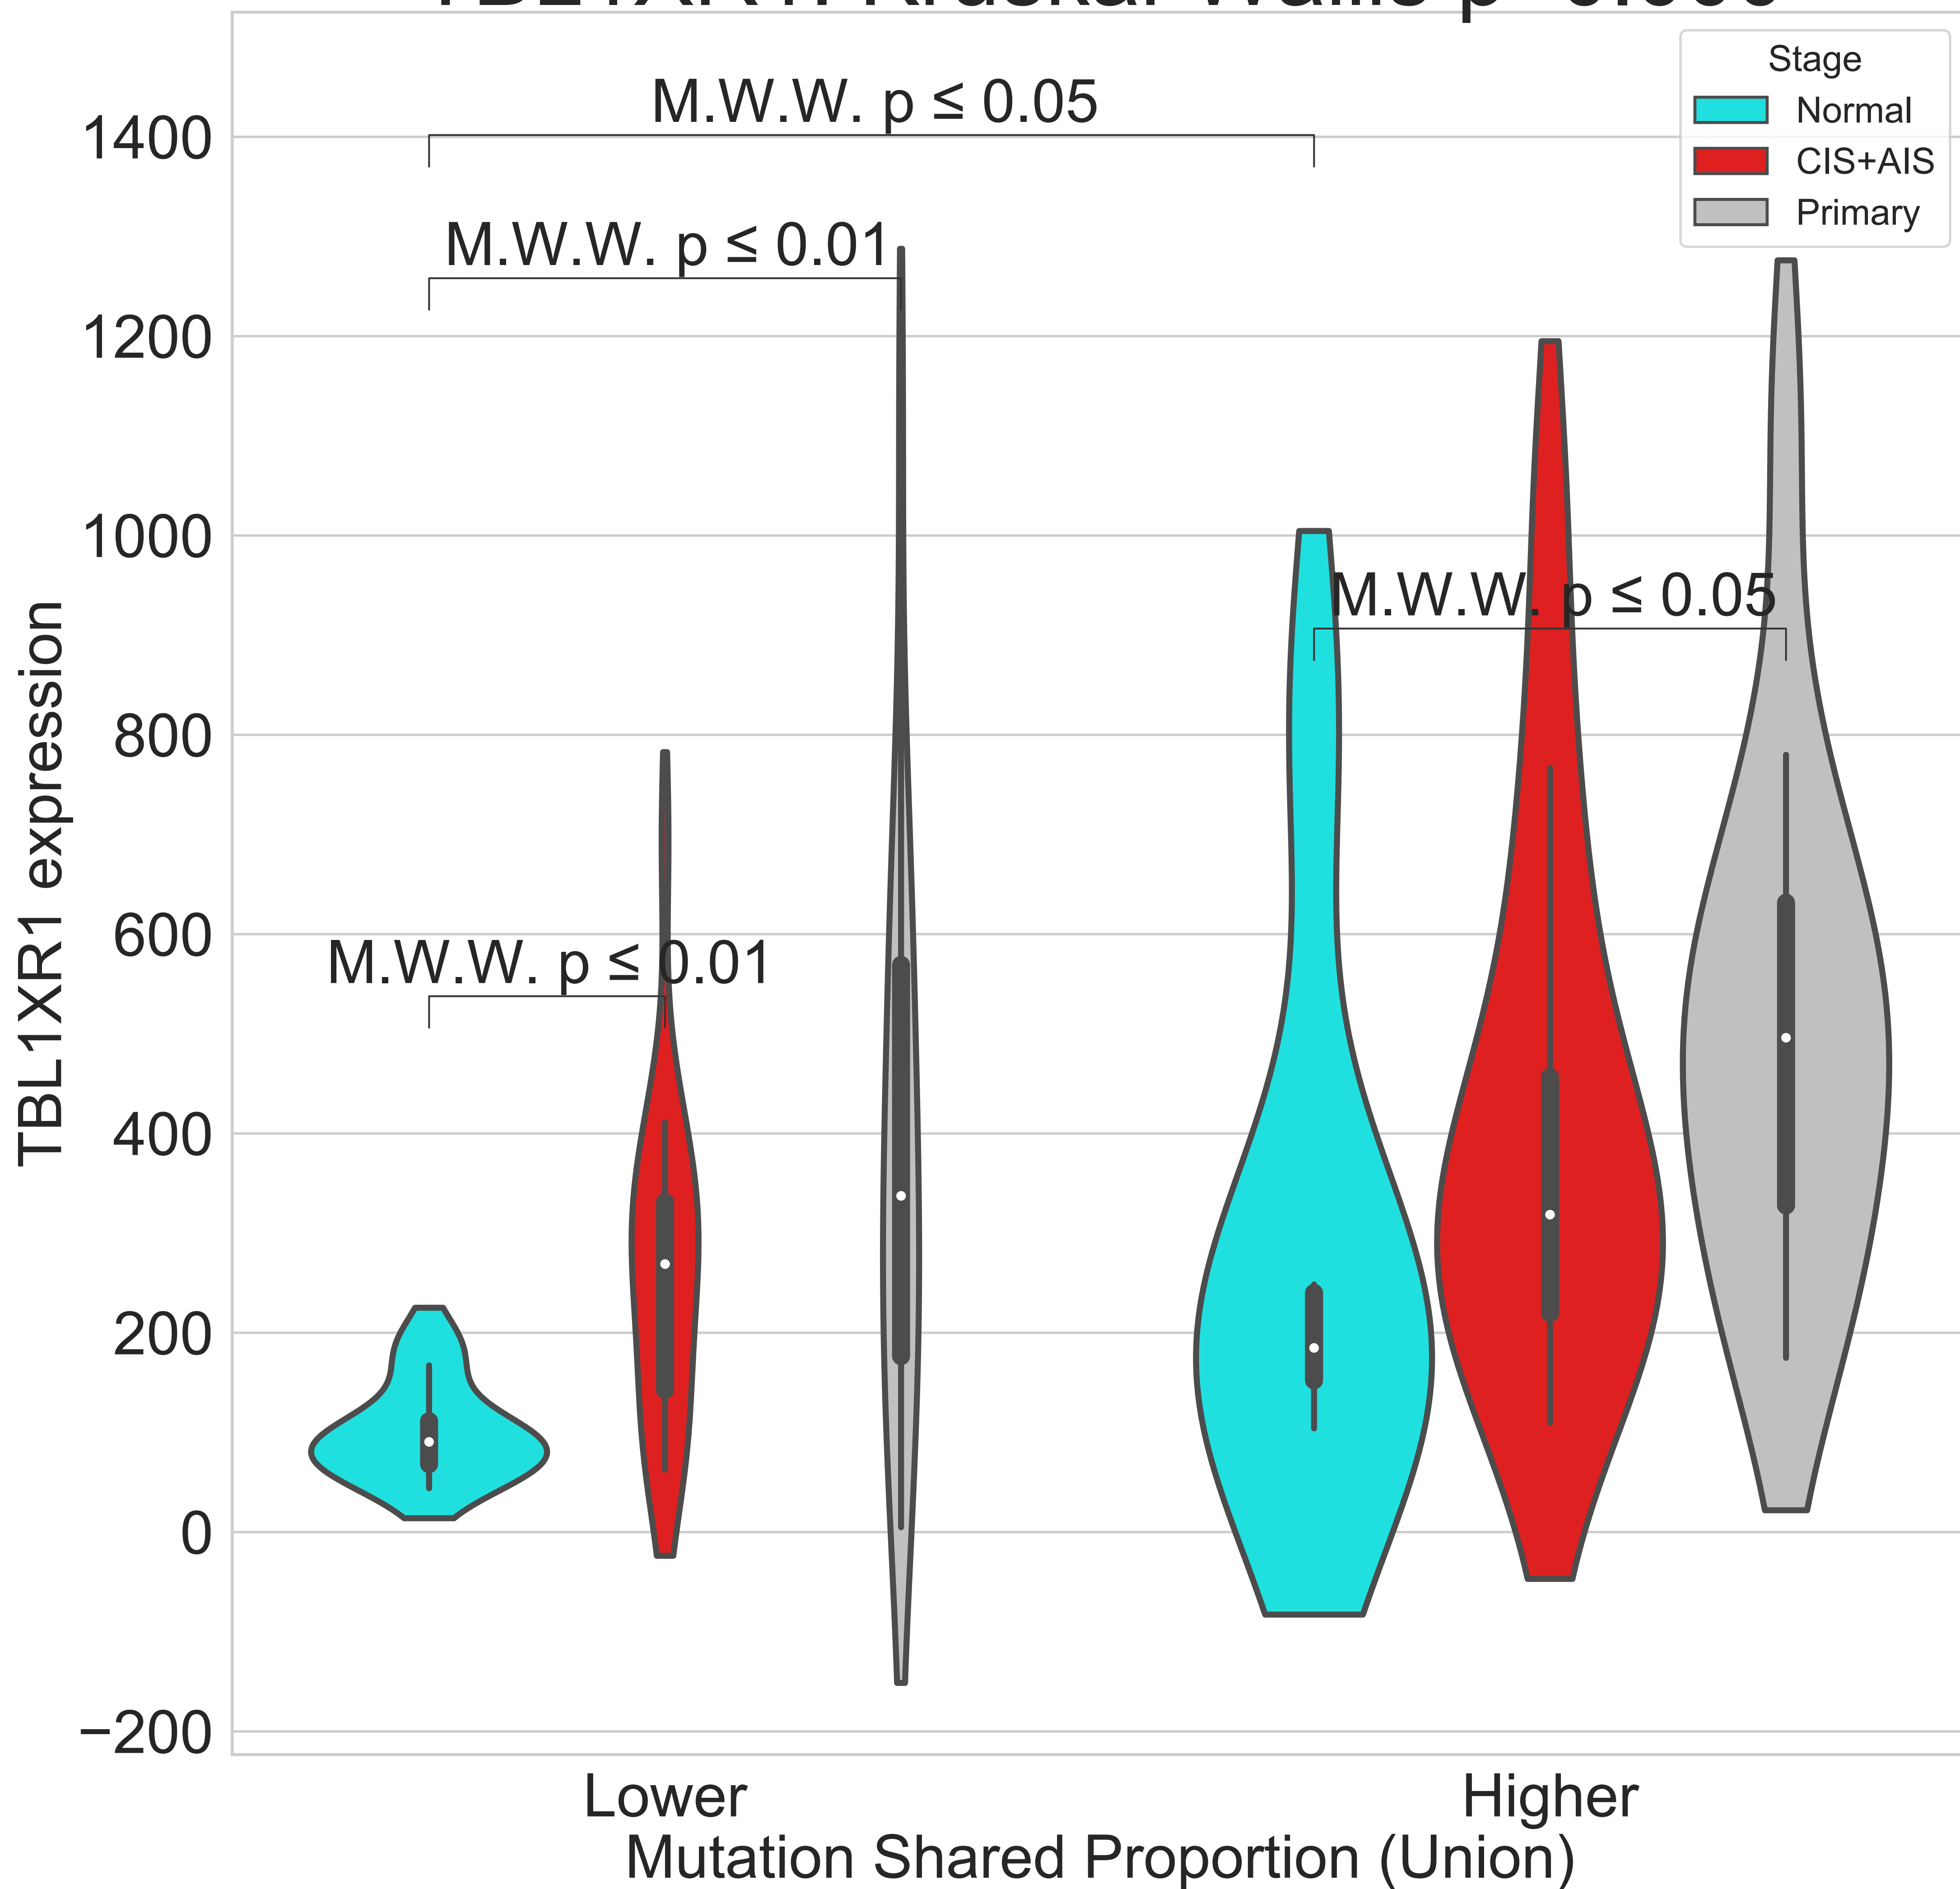 Stage
Normal
CIS+AIS
Primary
M.W.W. p ≤ 0.05
M.W.W. p ≤ 0.01
M.W.W. p ≤ 0.05
M.W.W. p ≤ 0.01
1400
1200
1000
800
600
400
200
0
−200
TBL1XR1 expression
Lower
Higher
Mutation Shared Proportion (Union)